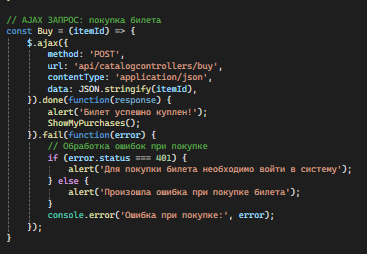 // AJAX ЗАПРОС: покупка билета
const Buy = (itemId) => {
    $.ajax({
        method: 'POST',
        url: 'api/catalogcontrollers/buy',
        contentType: 'application/json',
        data: JSON.stringify(itemId),
    }).done(function(response) {
        alert('Билет успешно куплен!');
        ShowMyPurchases();
    }).fail(function(error) {
        // Обработка ошибок при покупке
        if (error.status === 401) {
            alert('Для покупки билета необходимо войти в систему');
        } else {
            alert('Произошла ошибка при покупке билета');
        }
        console.error('Ошибка при покупке:', error);
    });
}